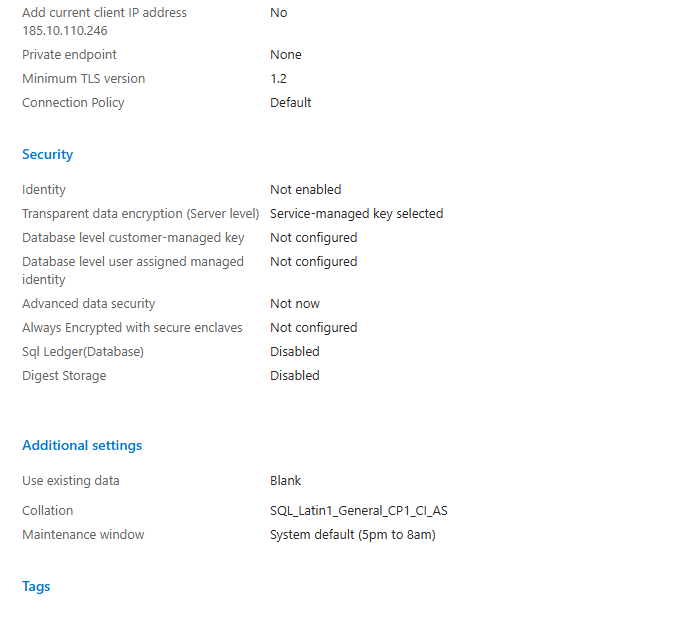 Add current client IP address No
185.10.110.246
Private endpoint None
Minimum TLS version 1.2
Connection Policy Default
Security
Identity Not enabled
Transparent data encryption (Server level) Service-managed key selected
Database level customer-managed key Not configured
Database level user assigned managed Not configured
identity
Advanced data security Not now
Always Encrypted with secure enclaves Not configured
Sql Ledger(Database) Disabled
Digest Storage Disabled
Additional settings
Use existing data Blank
Collation SQL_Latin1_General_CP1_CI_AS
Maintenance window System default (5pm to 8am)
Tags